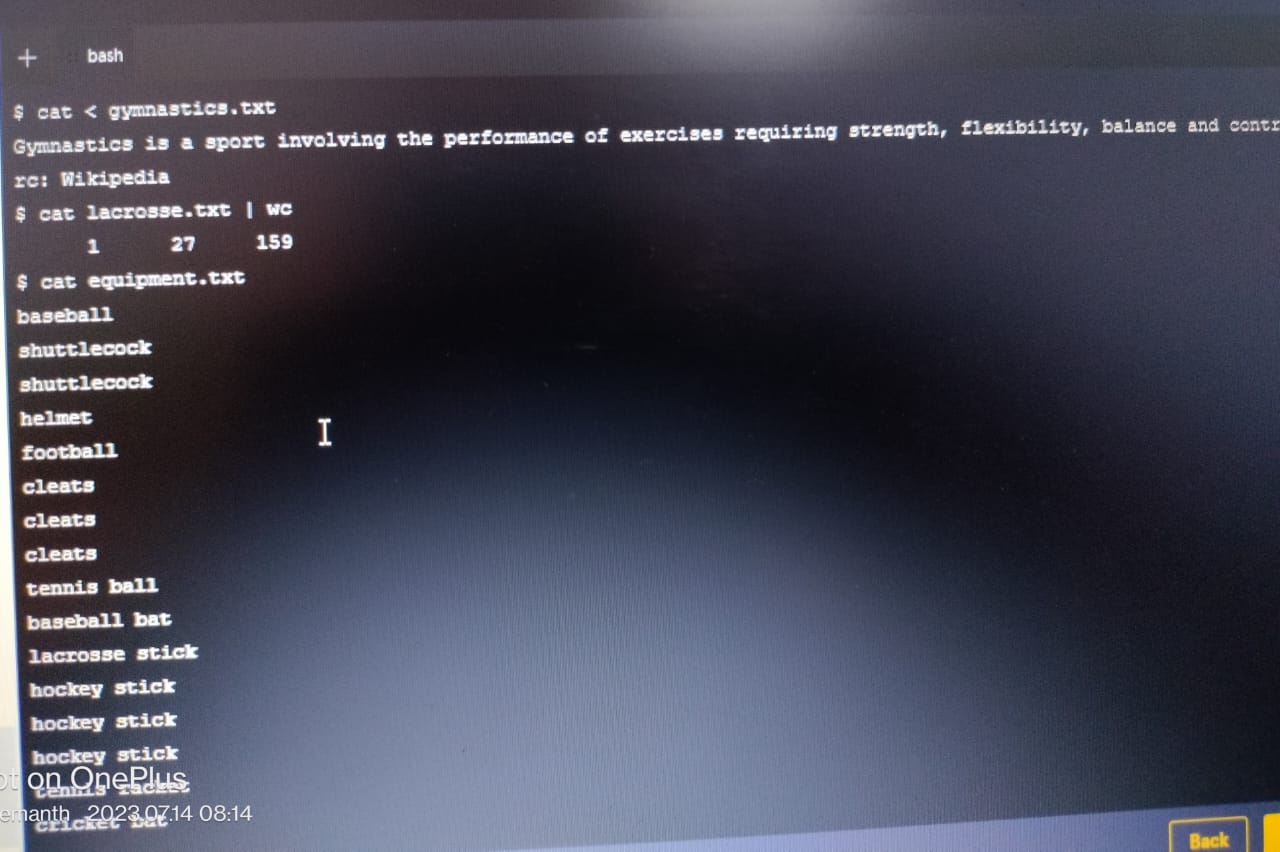 + bash
$ cat < gymnastics.txt
Gymnastics is a sport involving the performance of exercises requiring strength, flexibility, balance and contr
rc: Wikipedia
$ cat lacrosse.txt | wc
1 27 159
$ cat equipment.txt
baseball
shuttlecock
shuttlecock
helmet
football
cleats
cleats
cleats
tennis ball
baseball bat
lacrosse stick
hockey stick
hockey stick
hockey stick
ot on OnePlus
tennis racket
emanth 2023.07.14 08:14
cricket bat
Back